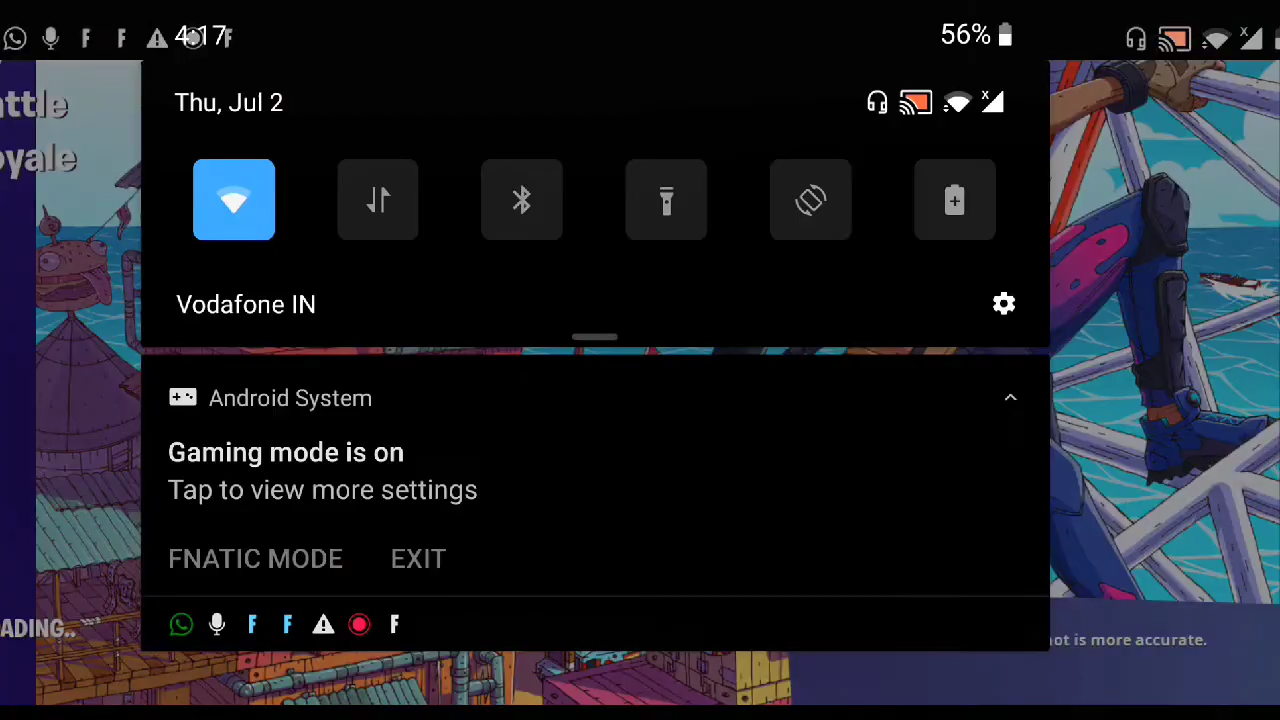 4:17
56%
Thu, Jul 2
attle
oyale
Vodafone IN
Android System
Gaming mode is on
Tap to view more settings
FNATIC MODE EXIT
ADING..
ot is more accurate.